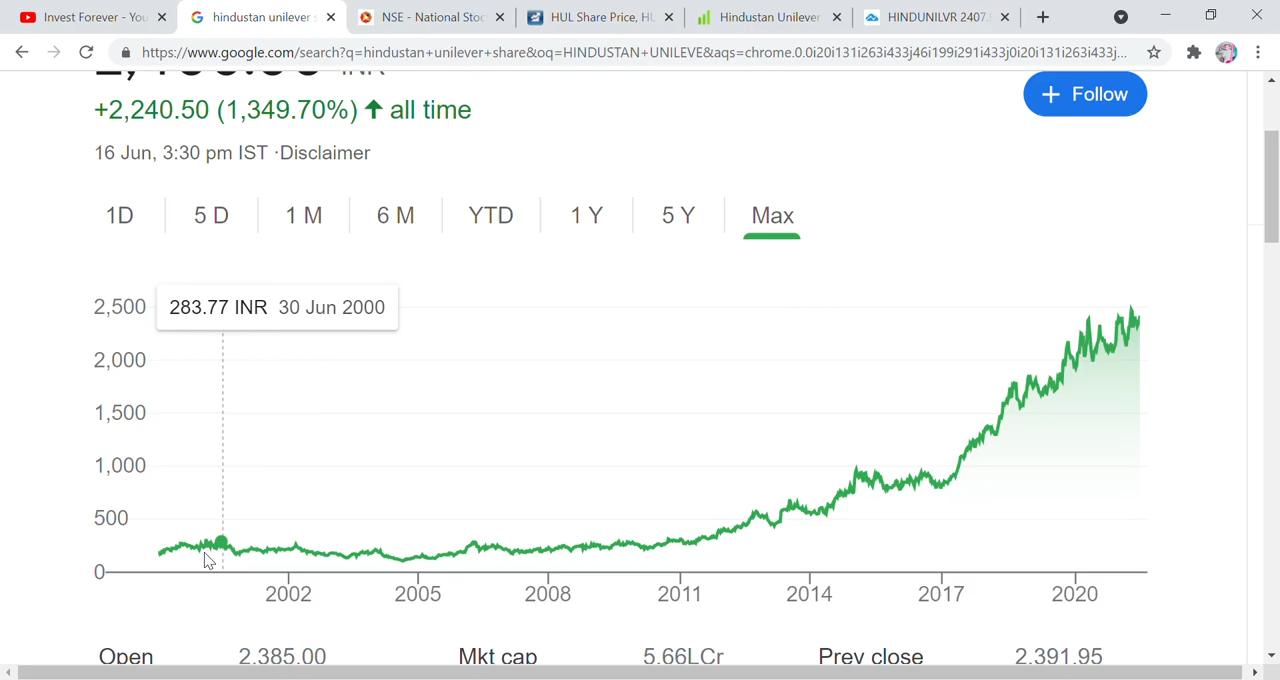 Invest Forever - You
hindustan unilever s
NSE - National Stoc
HUL Share Price, HU
Hindustan Unilever
HINDUNILVR 2407.
https://www.google.com/search?q=hindustan+unilever+share&oq=HINDUSTAN+UNILEVE&aqs=chrome.0.0i20i131i263i433j46i199i291i433j0i20i131i263i433j...
INR
+2,240.50 (1,349.70%) ↑ all time
+ Follow
16 Jun, 3:30 pm IST ·Disclaimer
1D 5 D 1 M 6 M YTD 1 Y 5 Y Max
2,500
283.77 INR 30 Jun 2000
2,000
1,500
1,000
500
0
2002 2005 2008 2011 2014 2017 2020
Open 2,385.00 Mkt cap 5.66LCr Prev close 2,391.95